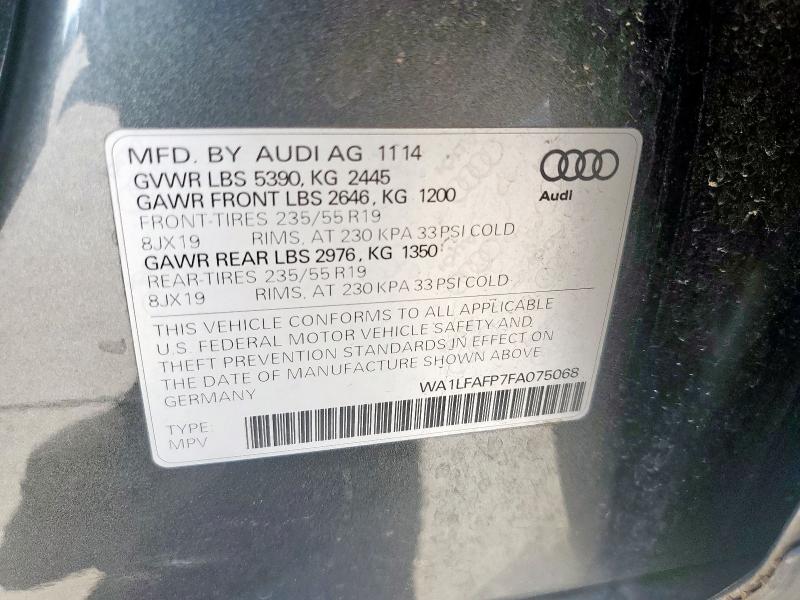 MFD. BY AUDI AG 1114
GVWR LBS 5390, KG 2445
GAWR FRONT LBS 2646, KG 1200
FRONT-TIRES 235/55 R19
8JX19 RIMS, AT 230 KPA 33 PSI COLD
GAWR REAR LBS 2976, KG 1350
REAR-TIRES 235/55 R19
8JX19 RIMS, AT 230 KPA 33 PSI COLD
Audi
THIS VEHICLE CONFORMS TO ALL APPLICABLE
U.S. FEDERAL MOTOR VEHICLE SAFETY AND
THEFT PREVENTION STANDARDS IN EFFECT ON
THE DATE OF MANUFACTURE SHOWN ABOVE.
GERMANY WA1LFAFP7FA075068
TYPE:
MPV